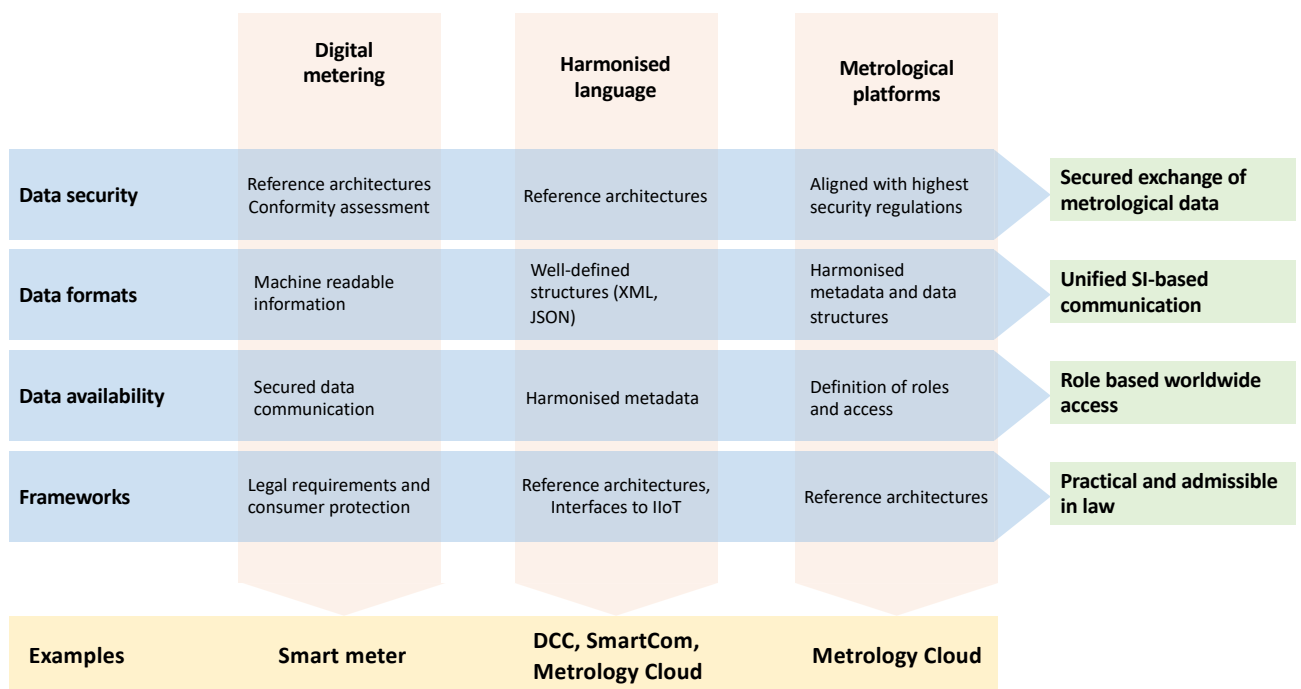 Digital
metering
Harmonised
language
Metrological
platforms
Data security
Reference architectures
Conformity assessment
Reference architectures
Aligned with highest
security regulations
Secured exchange of
metrological data
Data formats
Machine readable
information
Well-defined
structures (XML,
JSON)
Harmonised
metadata and data
structures
Unified SI-based
communication
Data availability
Secured data
communication
Harmonised metadata
Definition of roles
and access
Role based worldwide
access
Frameworks
Legal requirements and
consumer protection
Reference architectures,
Interfaces to IIoT
Reference architectures
Practical and admissible
in law
Examples
Smart meter
DCC, SmartCom,
Metrology Cloud
Metrology Cloud